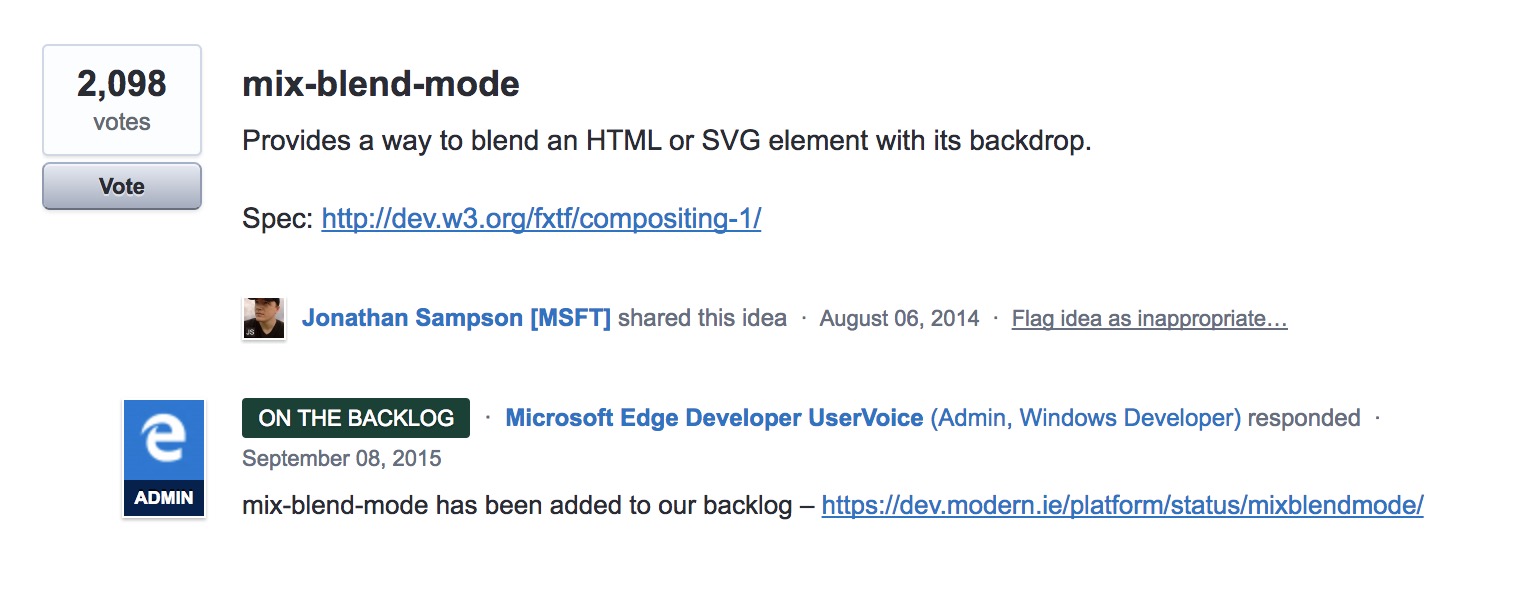 2,098
votes
Vote
mix-blend-mode
Provides a way to blend an HTML or SVG element with its backdrop.
Spec: http://dev.w3.org/fxtf/compositing-1/
JS
Jonathan Sampson [MSFT] shared this idea · August 06, 2014 · Flag idea as inappropriate…
ADMIN
ON THE BACKLOG · Microsoft Edge Developer UserVoice (Admin, Windows Developer) responded ·
September 08, 2015
mix-blend-mode has been added to our backlog – https://dev.modern.ie/platform/status/mixblendmode/